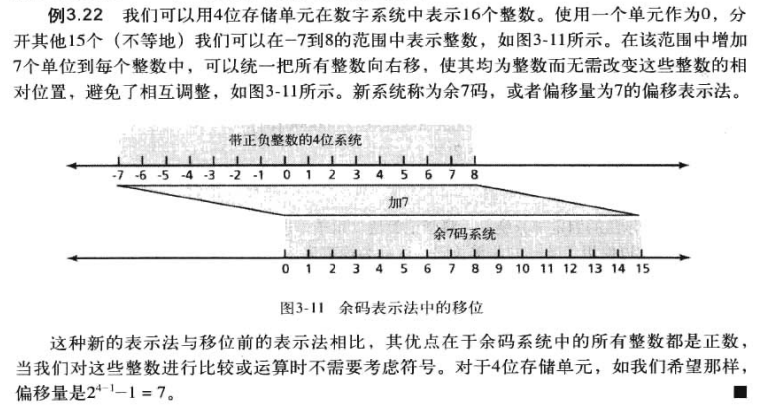 例3.22 我们可以用4位存储单元在数字系统中表示16个整数。使用一个单元作为0，分
开其他15个（不等地）我们可以在-7到8的范围中表示整数，如图3-11所示。在该范围中增加
7个单位到每个整数中，可以统一把所有整数向右移，使其均为整数而无需改变这些整数的相
对位置，避免了相互调整，如图3-11所示。新系统称为余7码，或者偏移量为7的偏移表示法。
带正负整数的4位系统
-7 -6 -5 -4 -3 -2 -1 0 1 2 3 4 5 6 7 8
加7
余7码系统
0 1 2 3 4 5 6 7 8 9 10 11 12 13 14 15
图3-11 余码表示法中的移位
这种新的表示法与移位前的表示法相比，其优点在于余码系统中的所有整数都是正数，
当我们对这些整数进行比较或运算时不需要考虑符号。对于4位存储单元，如我们希望那样，
偏移量是2⁴⁻¹-1 = 7。 ■